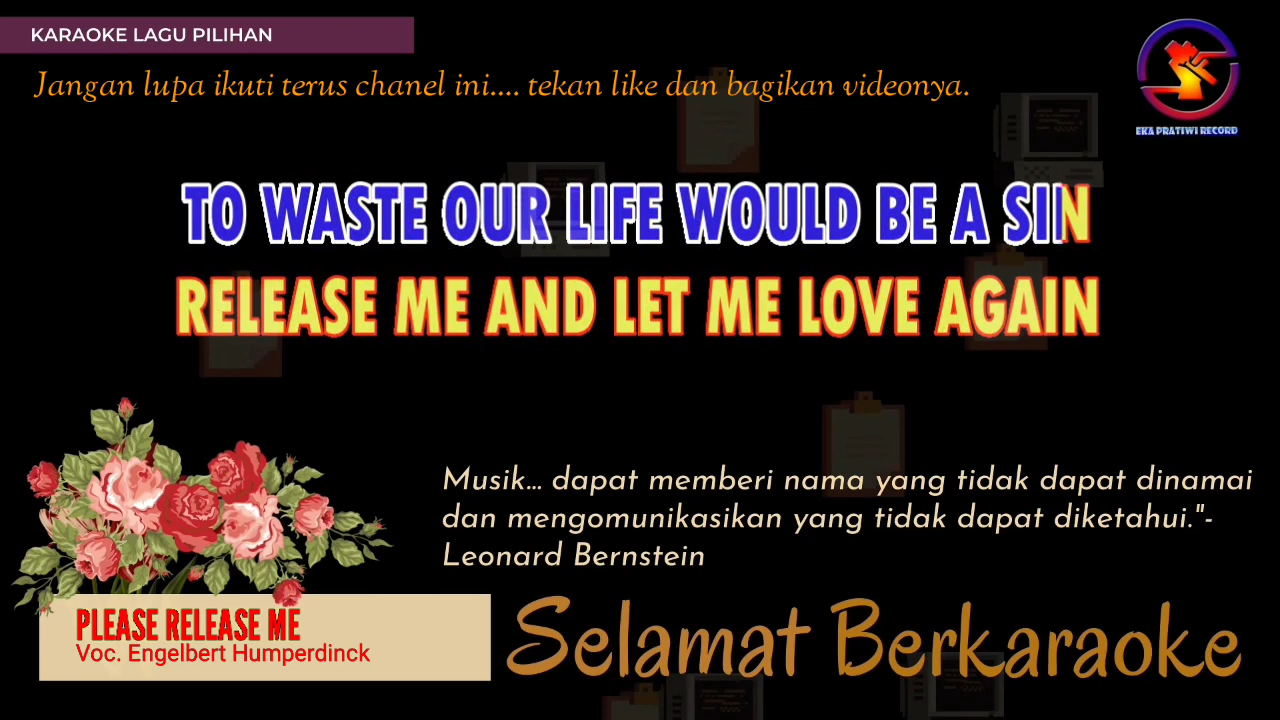 KARAOKE LAGU PILIHAN
Jangan lupa ikuti terus chanel ini.... tekan like dan bagikan videonya.
EKA PRATIWI RECORD
TO WASTE OUR LIFE WOULD BE A SIN
RELEASE ME AND LET ME LOVE AGAIN
Musik... dapat memberi nama yang tidak dapat dinamai
dan mengomunikasikan yang tidak dapat diketahui."-
Leonard Bernstein
PLEASE RELEASE ME
Voc. Engelbert Humperdinck
Selamat Berkaraoke